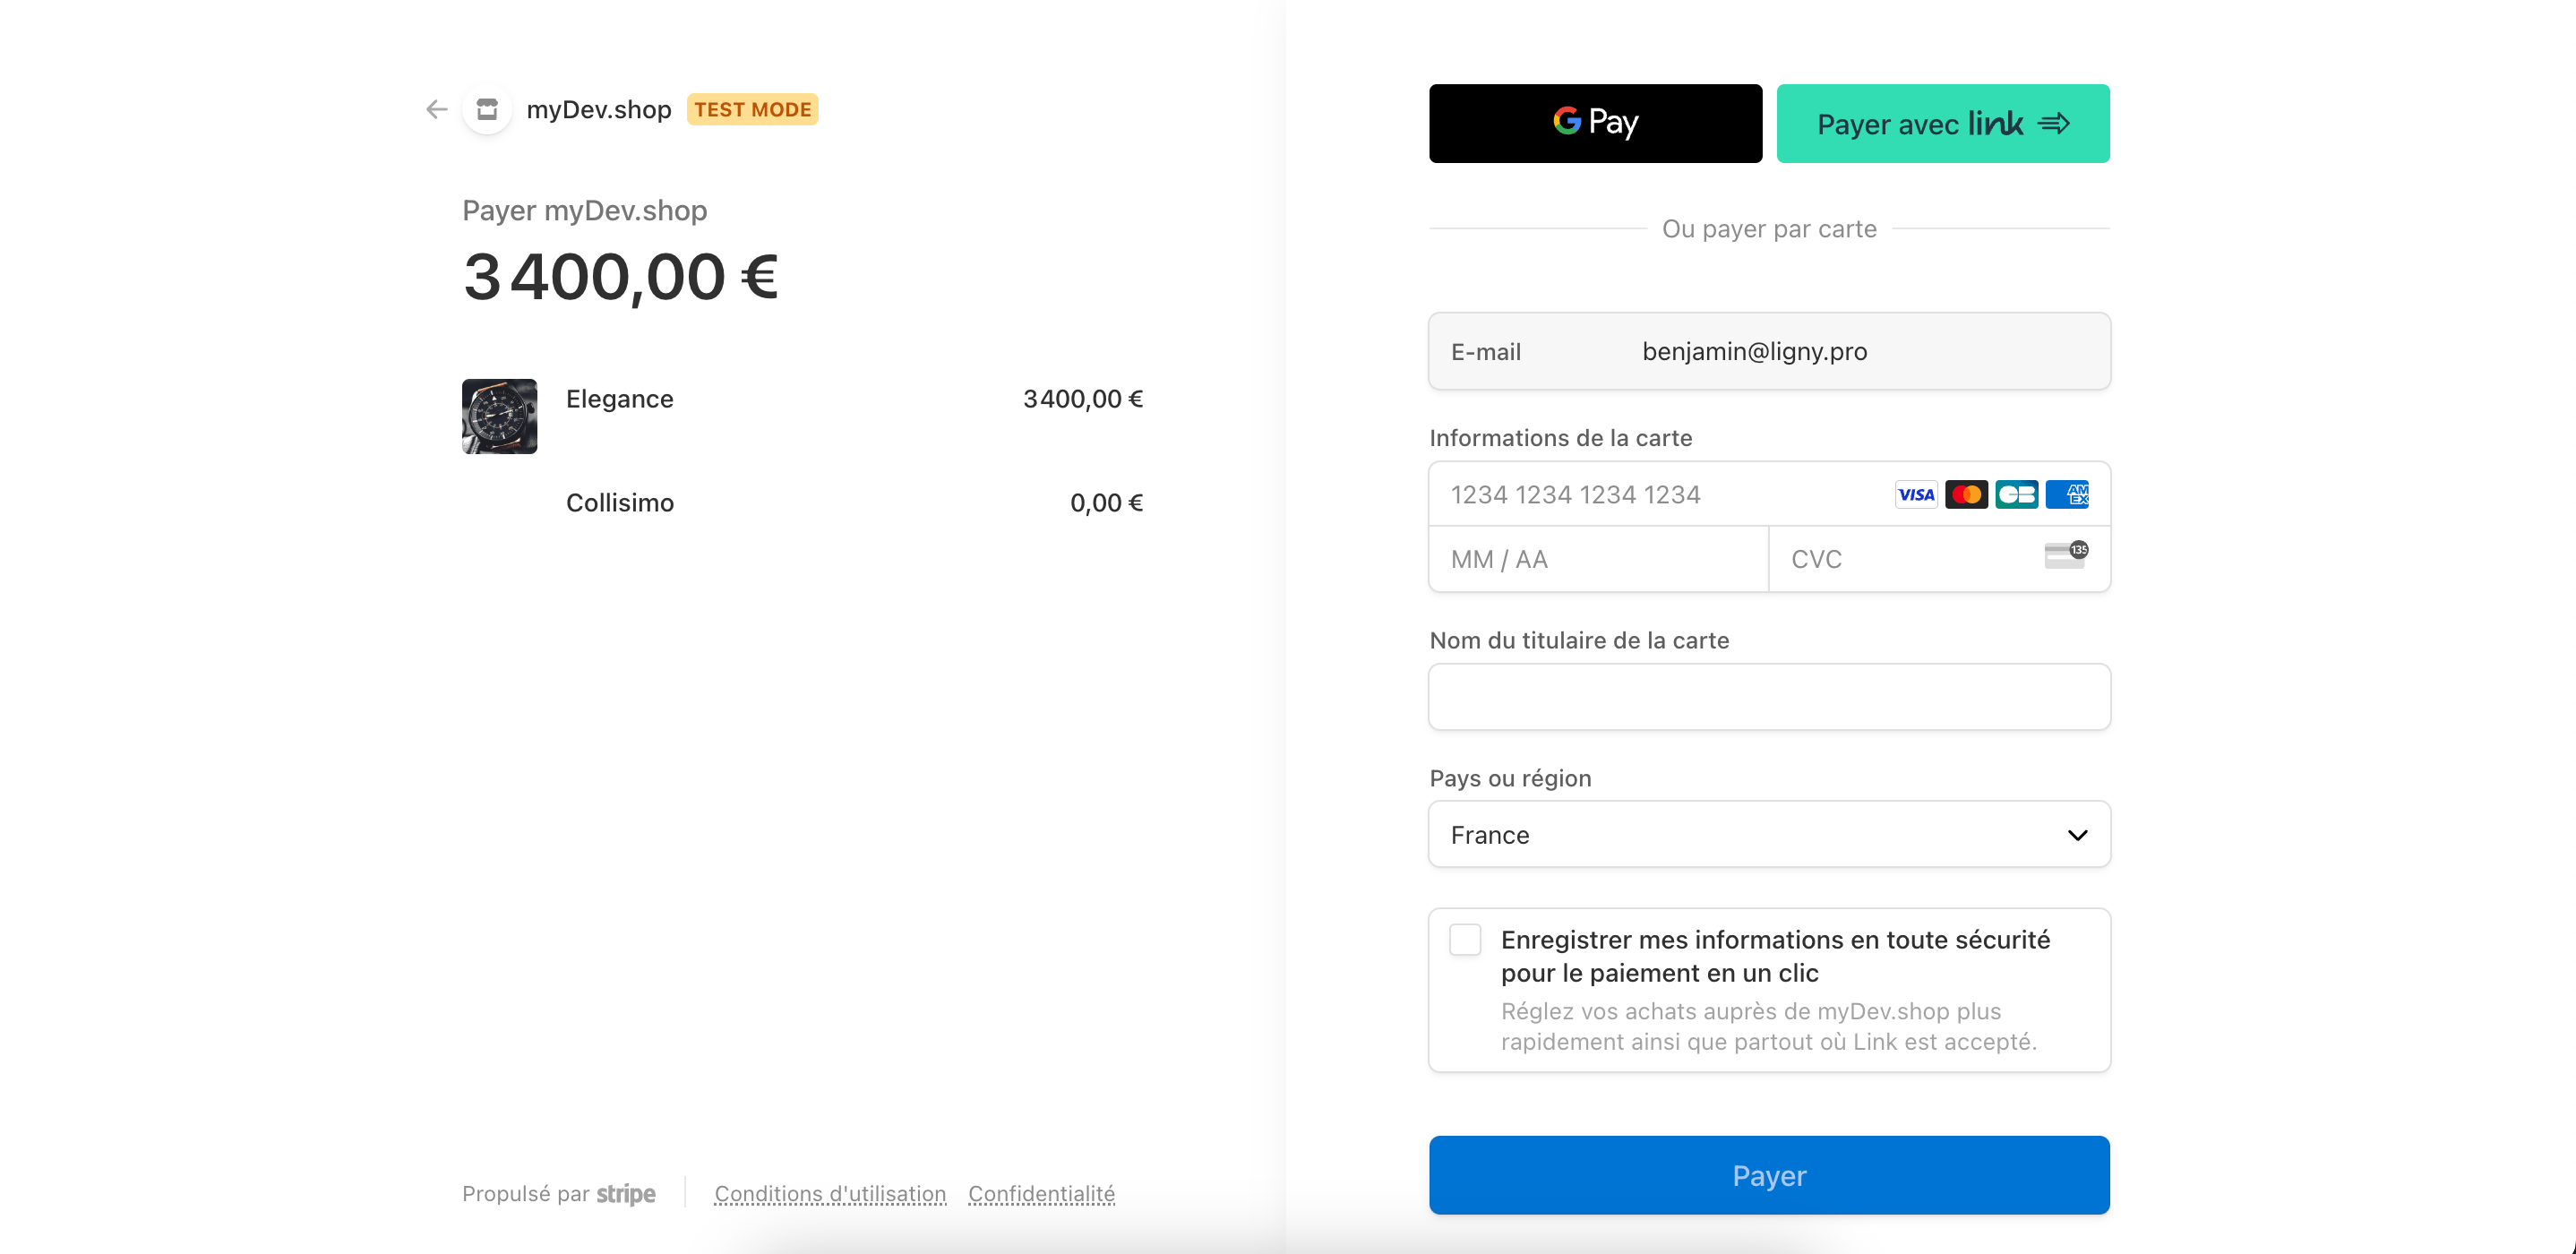 myDev.shop TEST MODE
Payer myDev.shop
3 400,00 €
Elegance 3 400,00 €
Collisimo 0,00 €
Propulsé par stripe Conditions d'utilisation Confidentialité
G Pay Payer avec link
Ou payer par carte
E-mail benjamin@ligny.pro
Informations de la carte
1234 1234 1234 1234 VISA CB AMEX
MM / AA CVC 135
Nom du titulaire de la carte
Pays ou région
France
Enregistrer mes informations en toute sécurité
pour le paiement en un clic
Réglez vos achats auprès de myDev.shop plus
rapidement ainsi que partout où Link est accepté.
Payer